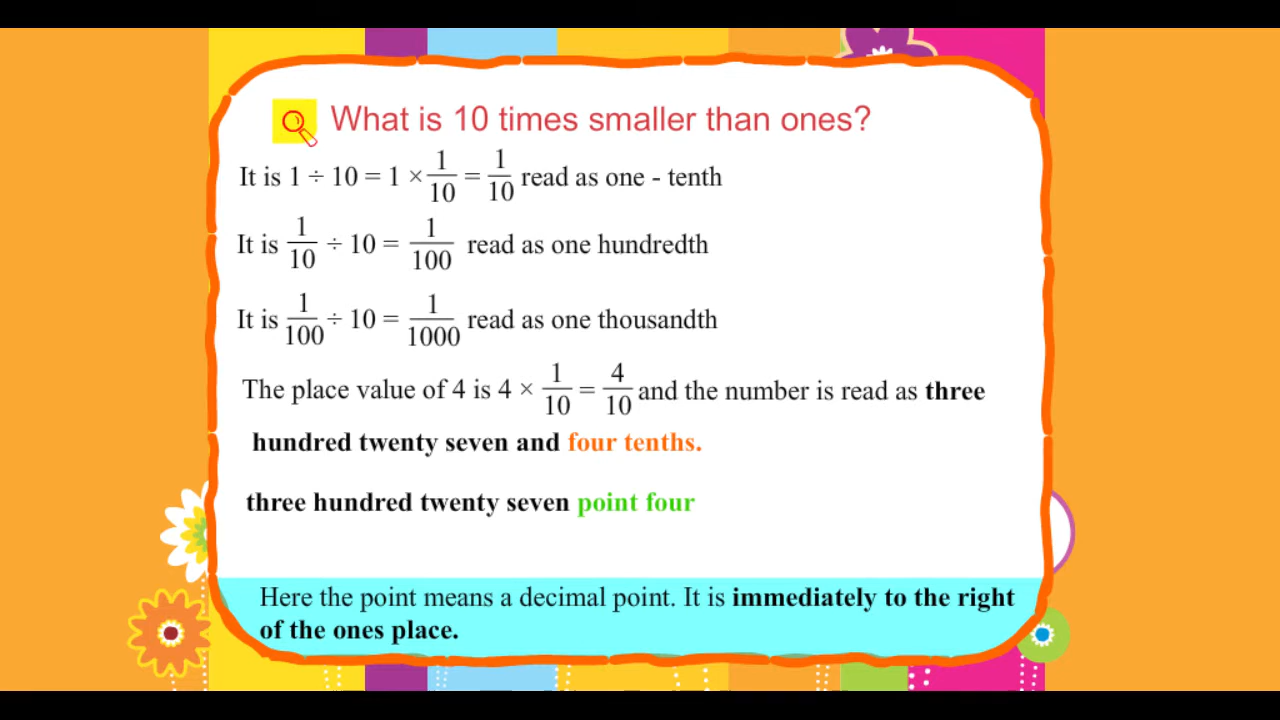 What is 10 times smaller than ones?
It is 1 ÷ 10 = 1 × 1/10 = 1/10 read as one - tenth
It is 1/10 ÷ 10 = 1/100 read as one hundredth
It is 1/100 ÷ 10 = 1/1000 read as one thousandth
The place value of 4 is 4 × 1/10 = 4/10 and the number is read as three
hundred twenty seven and four tenths.
three hundred twenty seven point four
Here the point means a decimal point. It is immediately to the right
of the ones place.